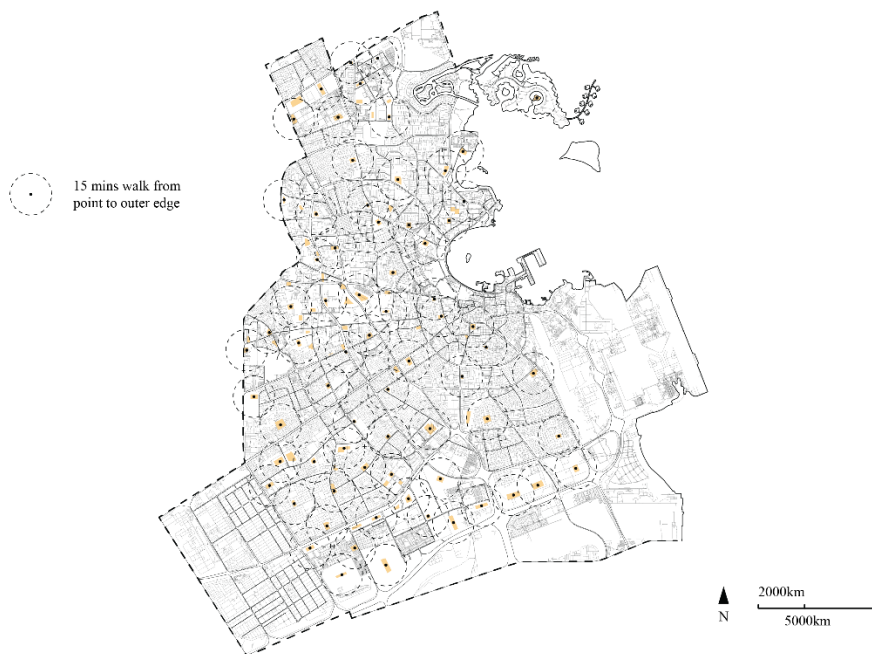 15 mins walk from
point to outer edge
2000km
N
5000km